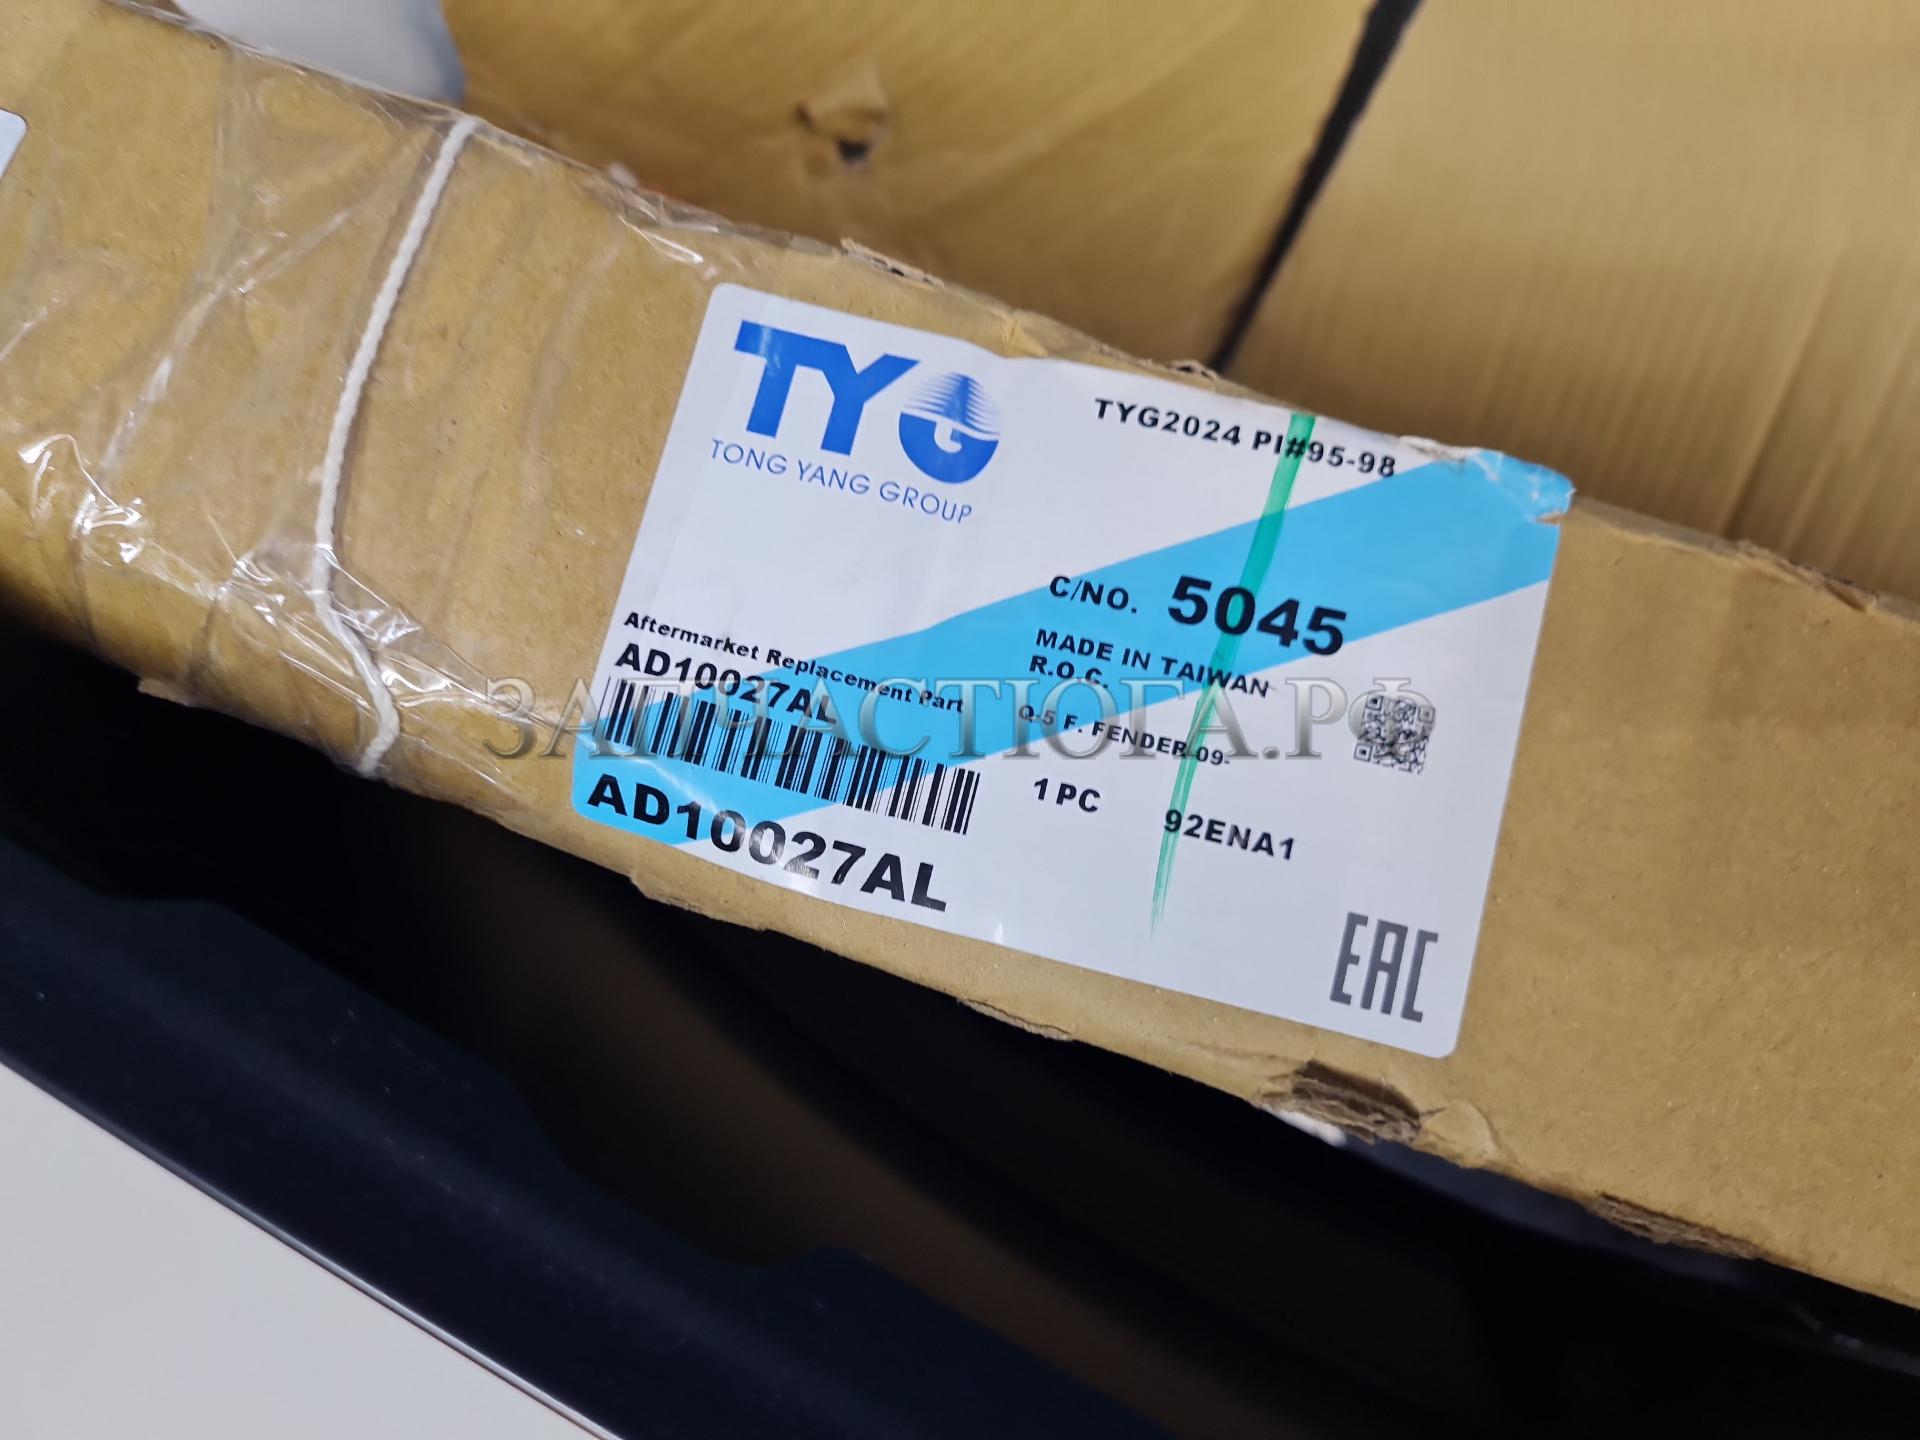 TYG
TONG YANG GROUP
TYG2024 PI#95-98
C/NO. 5045
MADE IN TAIWAN
R.O.C.
Aftermarket Replacement Part
AD10027AL
Q-5 F. FENDER 09-
1 PC 92ENA1
AD10027AL
EAC
ЗАПЧАСТЮГА.РФ